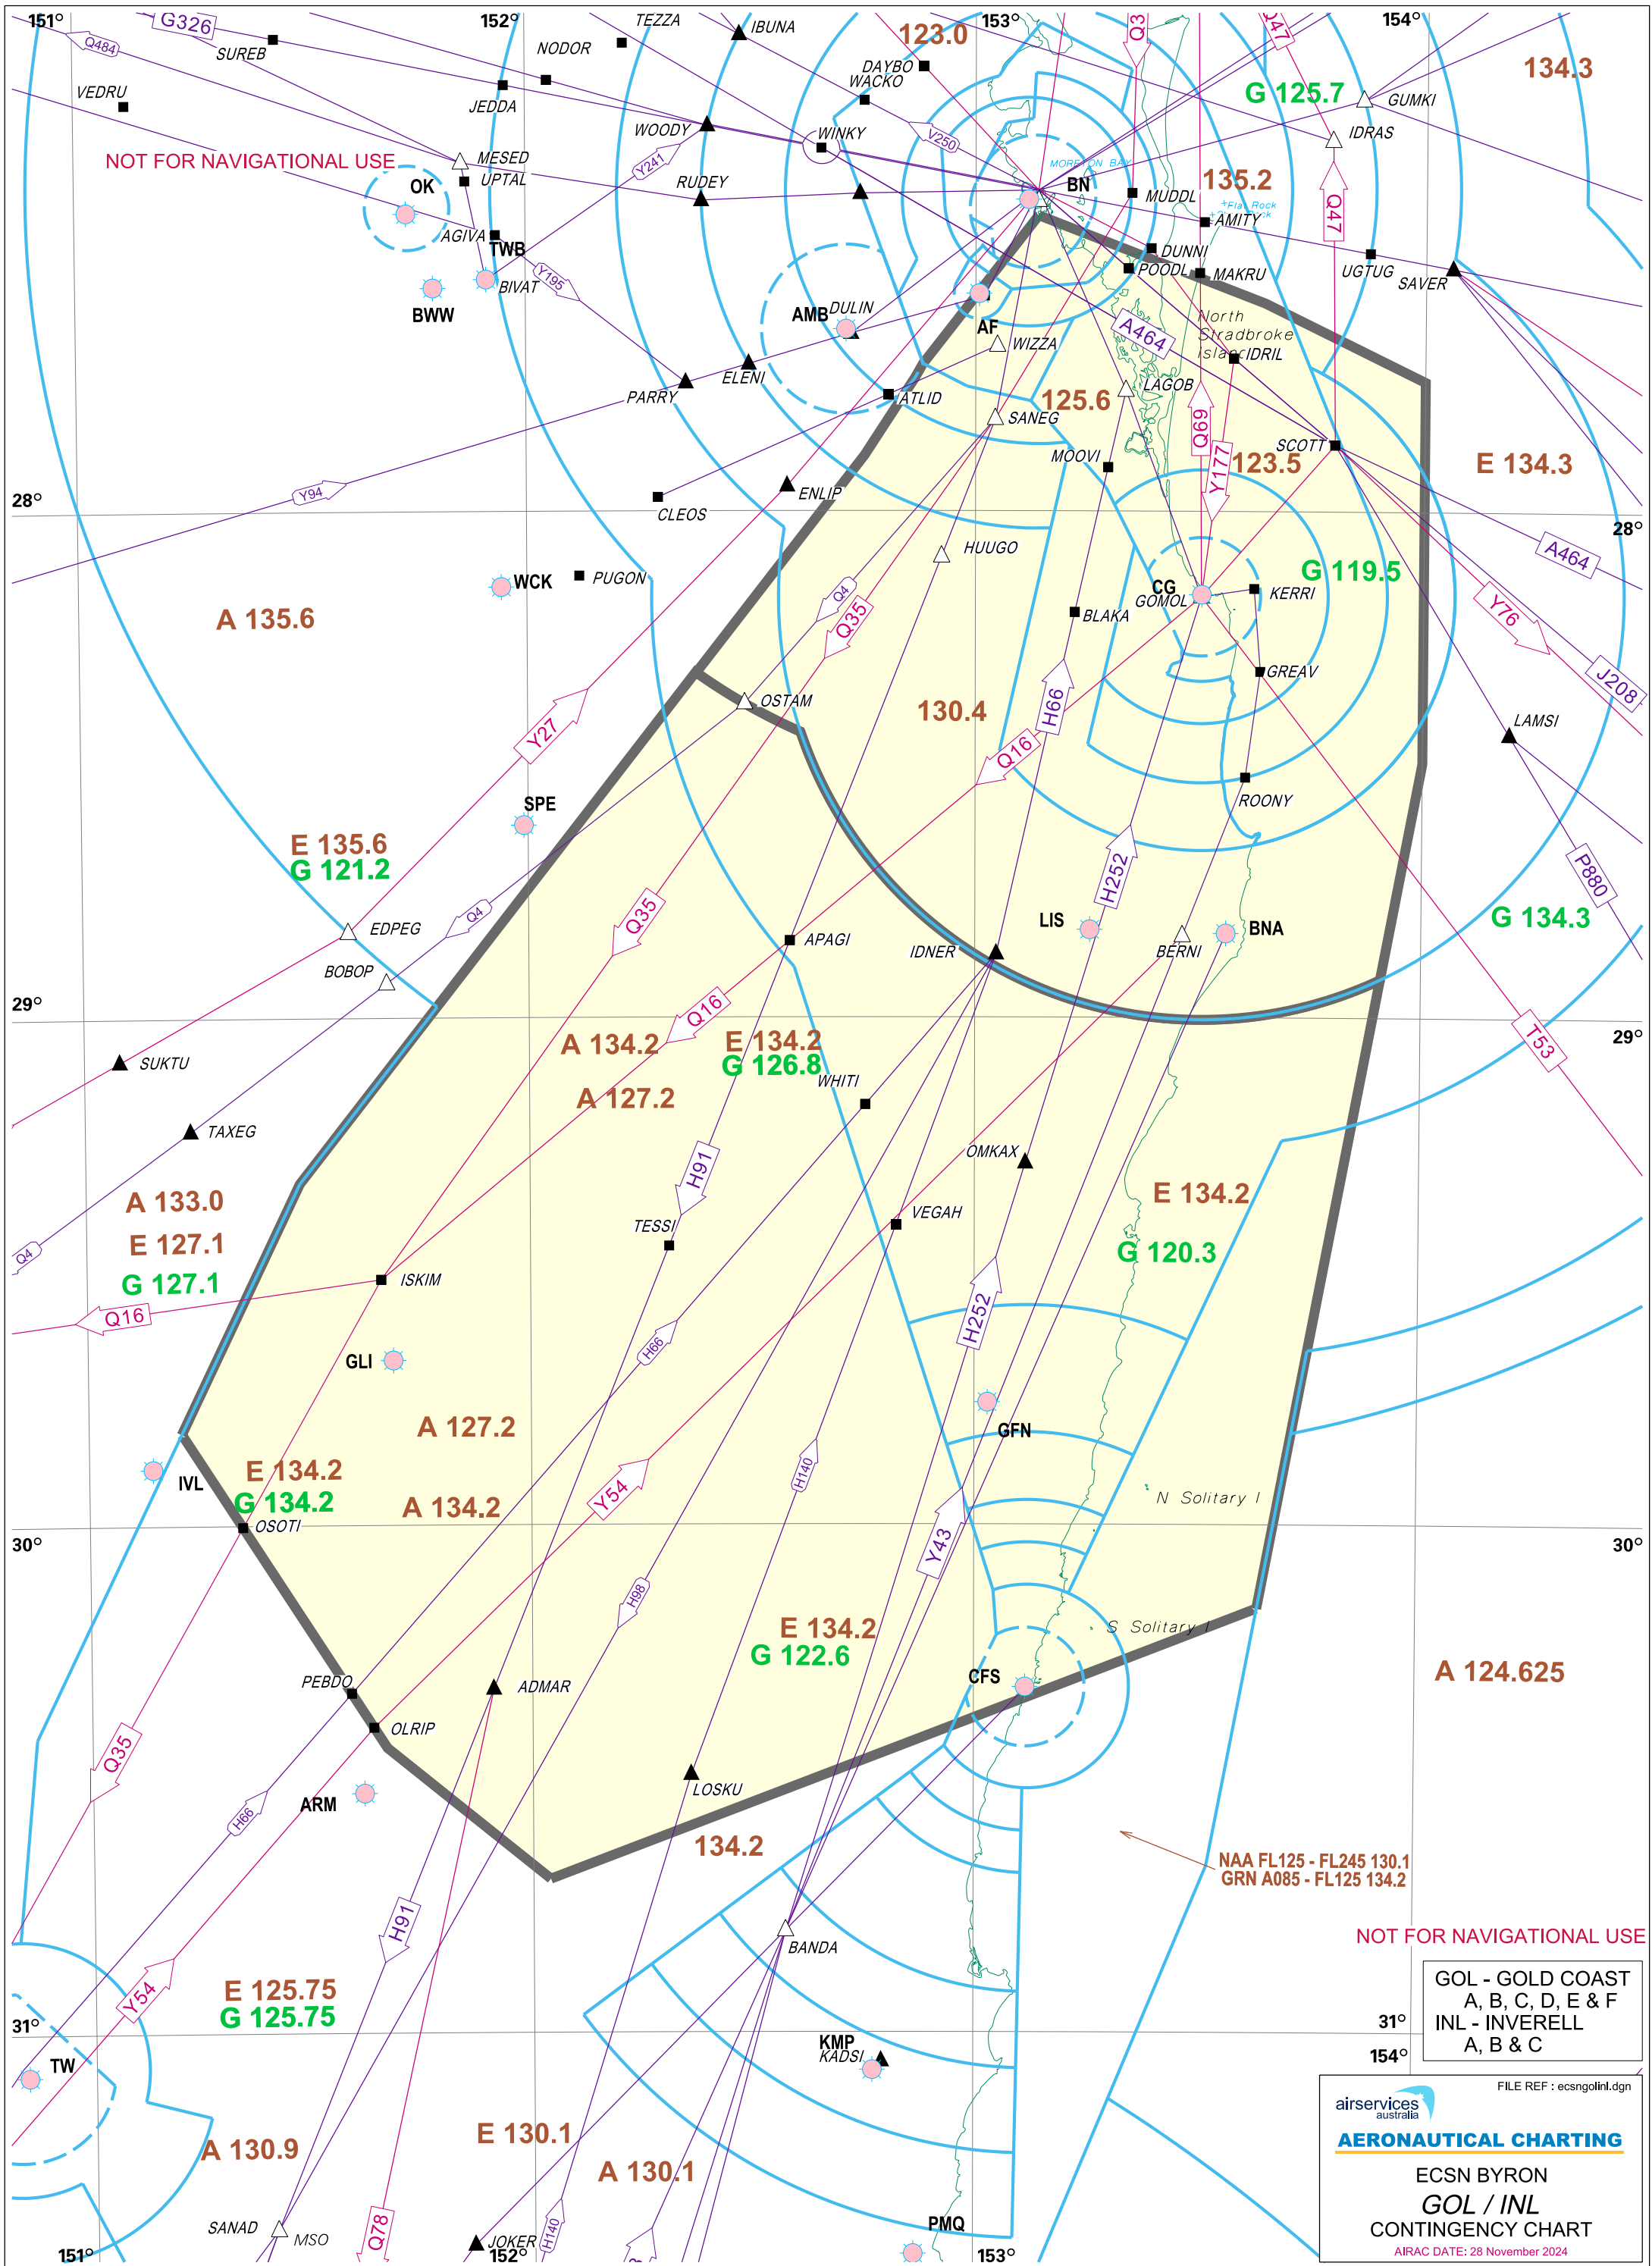 151°
G326
152°
TEZZA
IBUNA
123.0
153°
Q3
Q47
154°
Q484
SUREB
NODOR
DAYBO
WACKO
134.3
VEDRU
JEDDA
G 125.7
GUMKI
WOODY
WINKY
V250
IDRAS
NOT FOR NAVIGATIONAL USE
MESED
Y241
MORETON BAY
OK
UPTAL
RUDEY
BN
MUDDL
135.2
Flat Rock
AMITY
Q47
AGIVA
TWB
DUNNI
POODL
MAKRU
UGTUG
SAVER
BIVAT
Y195
BWW
AMB
DULIN
AF
North
Stradbroke
Island
WIZZA
A464
IDRIL
ELENI
PARRY
ATLID
LAGOB
125.6
SANEG
Q69
Y177
SCOTT
MOOVI
123.5
E 134.3
Y94
ENLIP
CLEOS
28°
28°
HUUGO
A464
WCK
PUGON
Q4
CG
GOMOL
KERRI
G 119.5
A 135.6
Q35
BLAKA
Y76
GREAV
J208
OSTAM
130.4
H66
LAMSI
Y27
Q16
ROONY
SPE
E 135.6
G 121.2
H252
P880
Q4
Q35
LIS
BNA
G 134.3
EDPEG
APAGI
IDNER
BERNI
BOBOP
29°
Q16
29°
SUKTU
A 134.2
E 134.2
G 126.8
T53
A 127.2
WHITI
TAXEG
OMKAX
H91
A 133.0
E 134.2
TESSI
VEGAH
Q4
E 127.1
G 120.3
G 127.1
ISKIM
Q16
H252
H66
GLI
GFN
A 127.2
E 134.2
IVL
H140
Y54
G 134.2
A 134.2
N Solitary I
OSOTI
30°
Y43
30°
H98
E 134.2
G 122.6
S Solitary I
PEBDO
ADMAR
CFS
A 124.625
OLRIP
Q35
LOSKU
ARM
H66
134.2
NAA FL125 - FL245 130.1
GRN A085 - FL125 134.2
H91
BANDA
NOT FOR NAVIGATIONAL USE
E 125.75
G 125.75
Y54
GOL - GOLD COAST
A, B, C, D, E & F
INL - INVERELL
A, B & C
31°
31°
154°
TW
KMP
KADSI
FILE REF : ecsngolinl.dgn
airservices
australia
AERONAUTICAL CHARTING
A 130.9
E 130.1
A 130.1
ECSN BYRON
GOL / INL
CONTINGENCY CHART
AIRAC DATE: 28 November 2024
SANAD
MSO
Q78
JOKER
H140
PMQ
151°
152°
153°